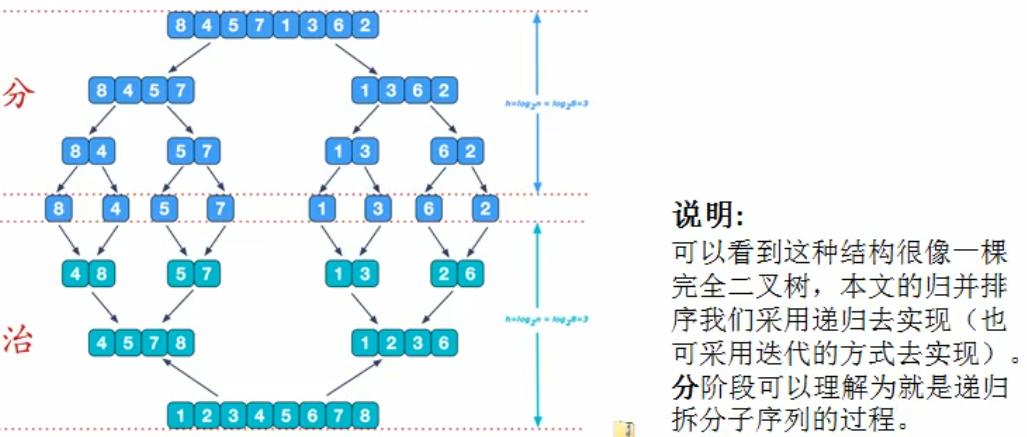 8 4 5 7 1 3 6 2
分
8 4 5 7 1 3 6 2
h=log₂n = log₂8=3
8 4 5 7 1 3 6 2
8 4 5 7 1 3 6 2
4 8 5 7 1 3 2 6
h=log₂n = log₂8=3
治
4 5 7 8 1 2 3 6
1 2 3 4 5 6 7 8
说明:
可以看到这种结构很像一棵
完全二叉树，本文的归并排
序我们采用递归去实现（也
可采用迭代的方式去实现）。
分阶段可以理解为就是递归
拆分子序列的过程。